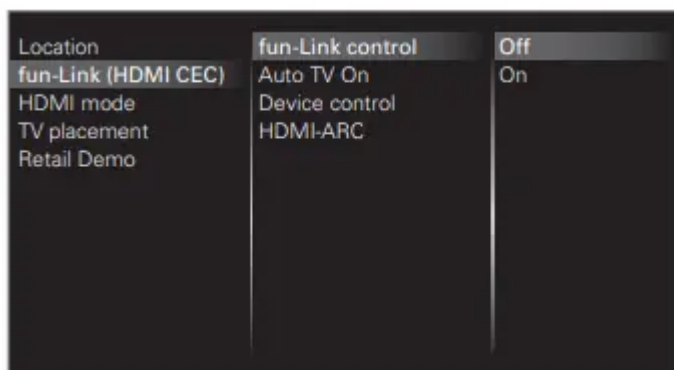 Location
fun-Link (HDMI CEC)
HDMI mode
TV placement
Retail Demo
fun-Link control
Auto TV On
Device control
HDMI-ARC
Off
On